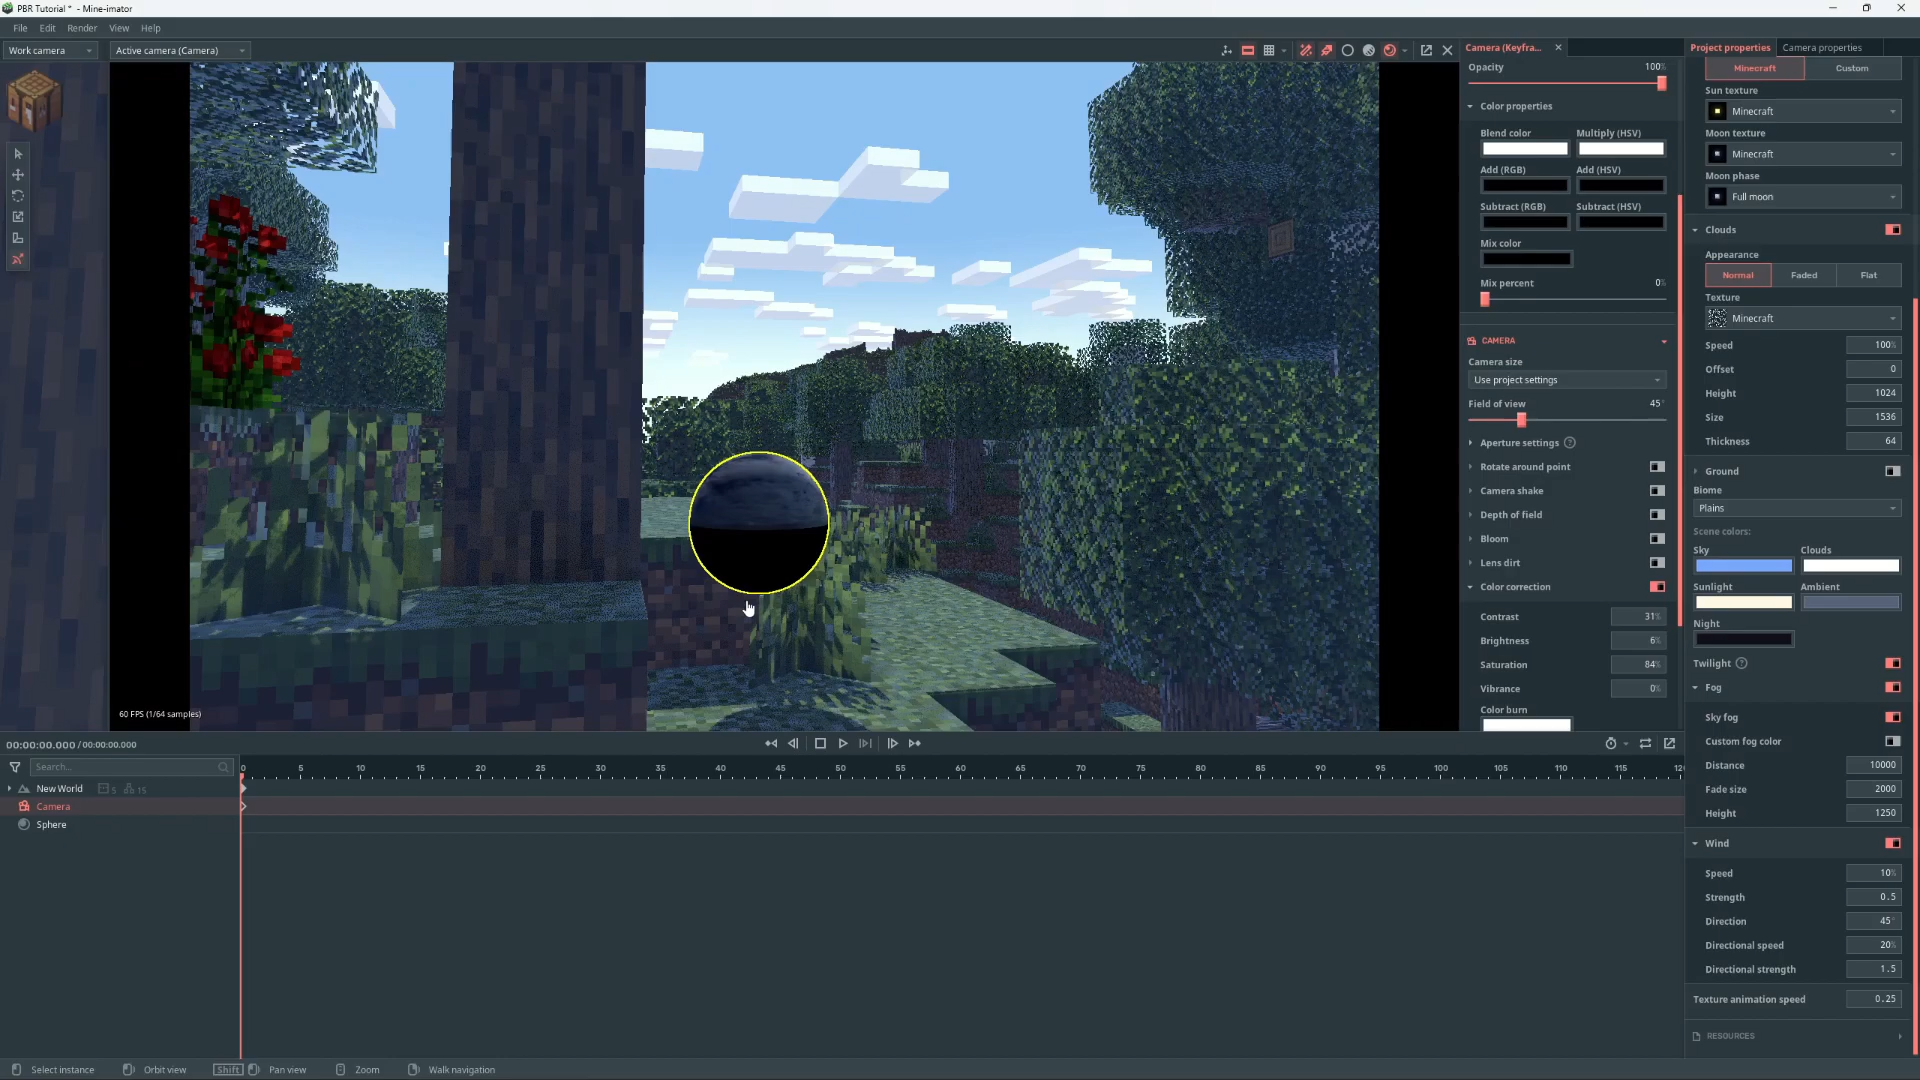 PBR Tutorial * - Mine-imator
File Edit Render View Help
Work camera Active camera (Camera)
60 FPS (1/64 samples)
Camera (Keyfra...
Opacity 100%
Color properties
Blend color Multiply (HSV)
Add (RGB) Add (HSV)
Subtract (RGB) Subtract (HSV)
Mix color
Mix percent 0%
CAMERA
Camera size
Use project settings
Field of view 45°
Aperture settings ?
Rotate around point
Camera shake
Depth of field
Bloom
Lens dirt
Color correction
Contrast 31%
Brightness 6%
Saturation 84%
Vibrance 0%
Color burn
Project properties Camera properties
Minecraft Custom
Sun texture
Minecraft
Moon texture
Minecraft
Moon phase
Full moon
Clouds
Appearance
Normal Faded Flat
Texture
Minecraft
Speed 100%
Offset 0
Height 1024
Size 1536
Thickness 64
Ground
Biome
Plains
Scene colors:
Sky Clouds
Sunlight Ambient
Night
Twilight ?
Fog
Sky fog
Custom fog color
Distance 10000
Fade size 2000
Height 1250
Wind
Speed 10%
Strength 0.5
Direction 45°
Directional speed 20%
Directional strength 1.5
Texture animation speed 0.25
RESOURCES
00:00:00.000 / 00:00:00.000
Search...
0 5 10 15 20 25 30 35 40 45 50 55 60 65 70 75 80 85 90 95 100 105 110 115 12
New World 5 15
Camera
Sphere
Select instance Orbit view Shift Pan view Zoom Walk navigation